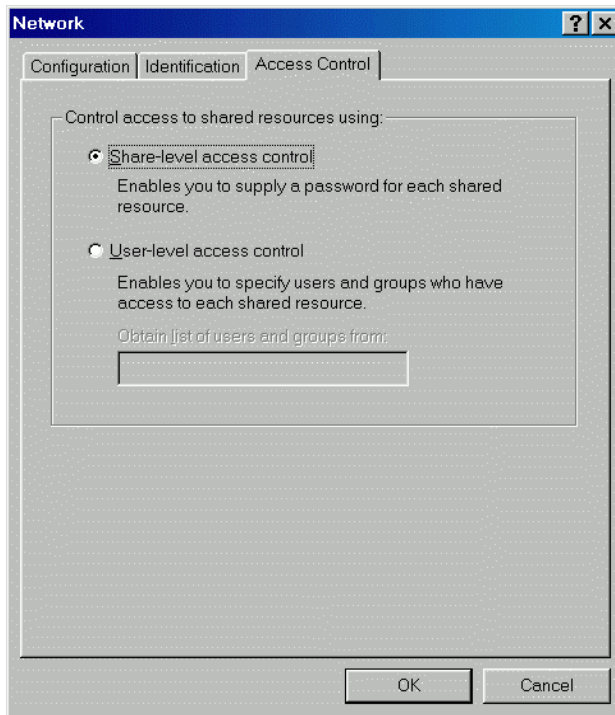 Network
Configuration Identification Access Control
Control access to shared resources using:
Share-level access control
Enables you to supply a password for each shared
resource.
User-level access control
Enables you to specify users and groups who have
access to each shared resource.
Obtain list of users and groups from:
OK Cancel